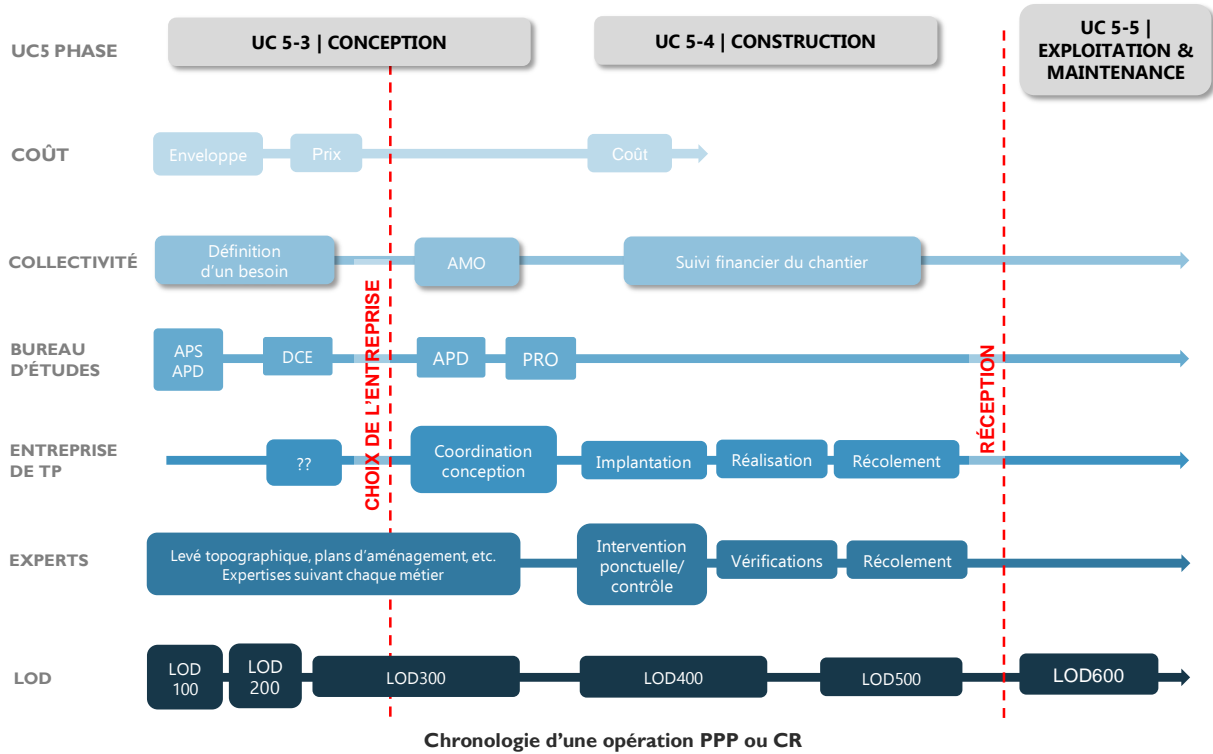 UC5 PHASE
UC 5-3 | CONCEPTION
UC 5-4 | CONSTRUCTION
UC 5-5 |
EXPLOITATION &
MAINTENANCE
COÛT
Enveloppe
Prix
Coût
COLLECTIVITÉ
Définition
d'un besoin
AMO
Suivi financier du chantier
CHOIX DE L'ENTREPRISE
RÉCEPTION
BUREAU
D'ÉTUDES
APS
APD
DCE
APD
PRO
ENTREPRISE
DE TP
??
Coordination
conception
Implantation
Réalisation
Récolement
EXPERTS
Levé topographique, plans d'aménagement, etc.
Expertises suivant chaque métier
Intervention
ponctuelle/
contrôle
Vérifications
Récolement
LOD
LOD
100
LOD
200
LOD300
LOD400
LOD500
LOD600
Chronologie d'une opération PPP ou CR